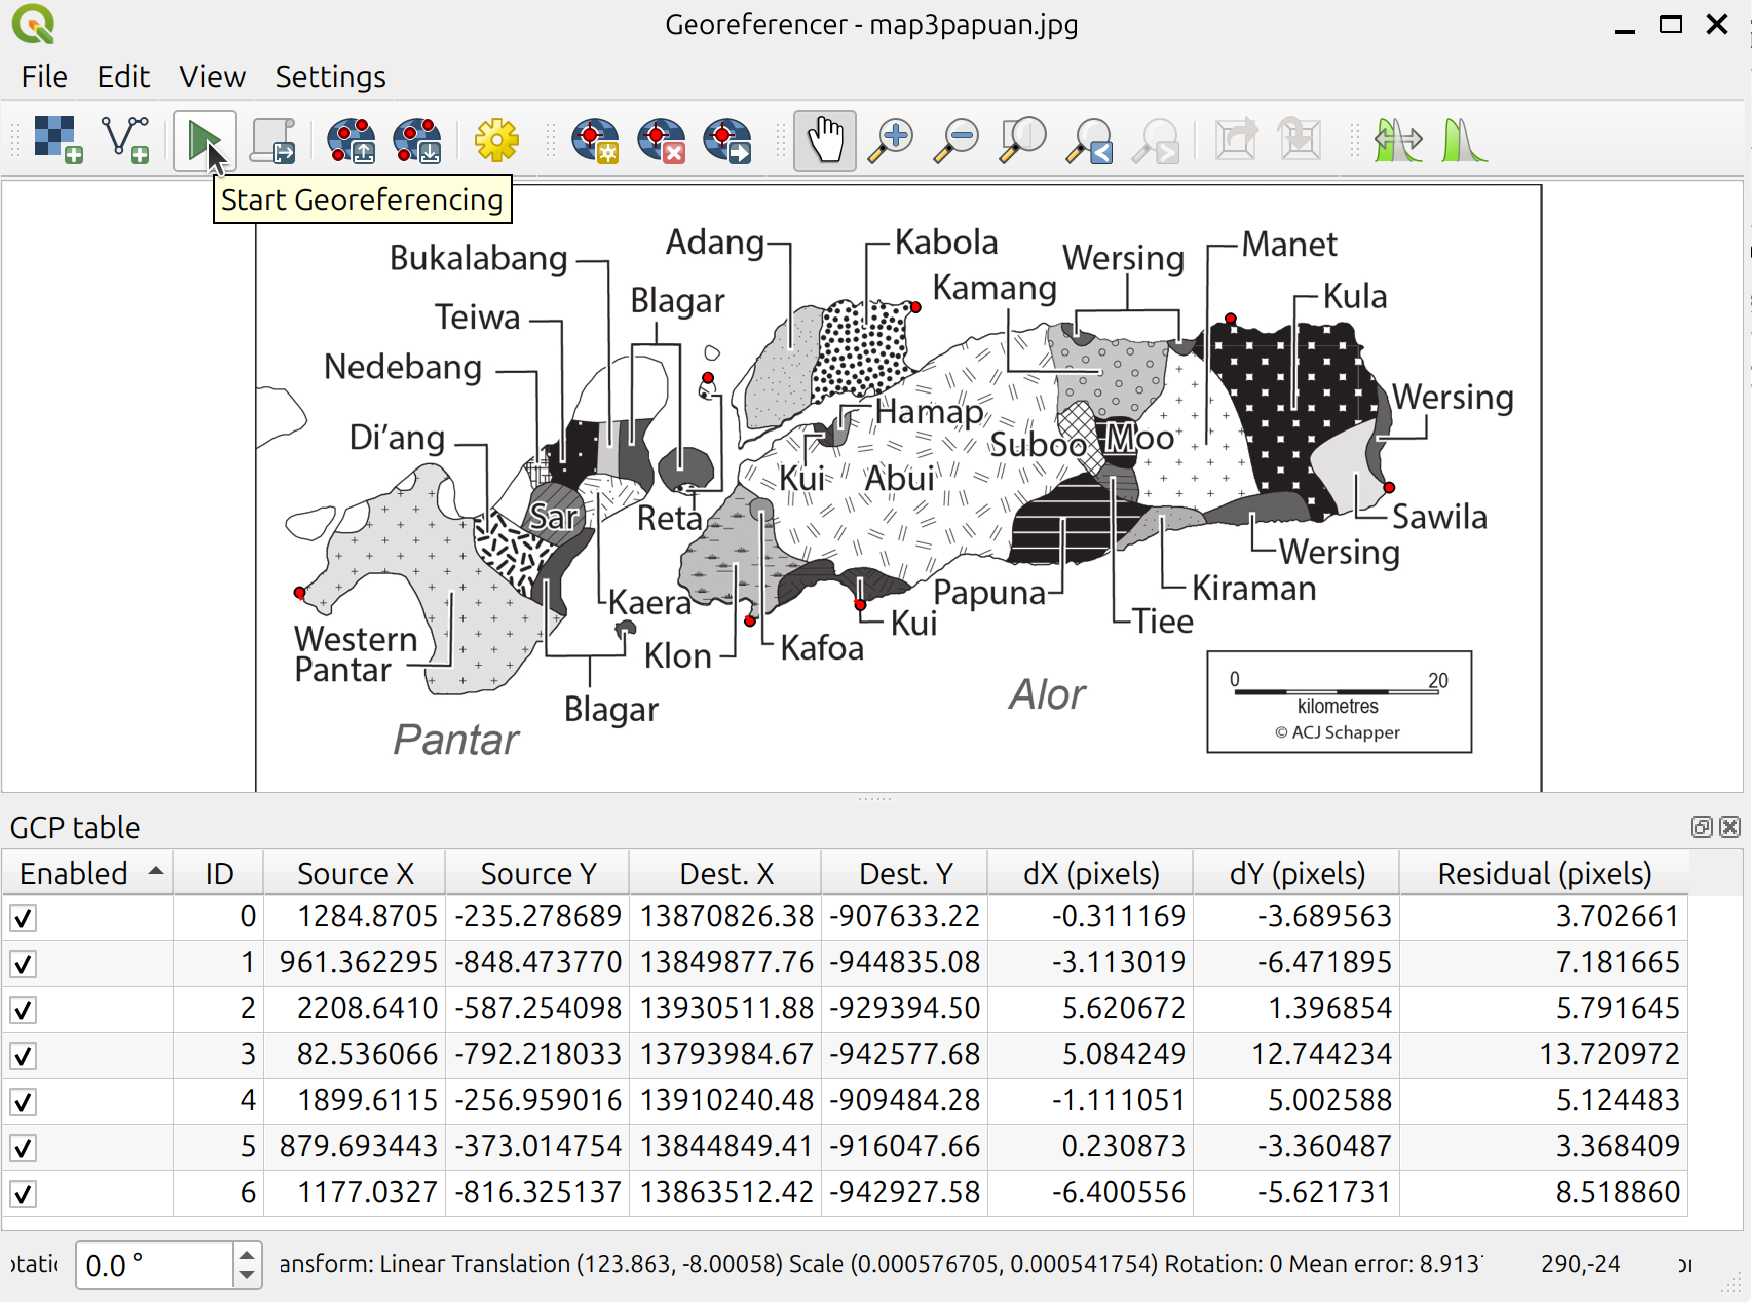 Georeferencer - map3papuan.jpg
File Edit View Settings
Start Georeferencing
Adang
Kabola
Bukalabang
Wersing
Manet
Blagar
Kamang
Kula
Teiwa
Nedebang
Hamap
Wersing
Di'ang
Suboo
Moo
Kui
Abui
Sar
Reta
Sawila
Wersing
Kaera
Papuna
Kiraman
Western
Pantar
Klon
Kafoa
Kui
Tiee
Blagar
Alor
Pantar
0 20
kilometres
© ACJ Schapper
GCP table
Enabled ID Source X Source Y Dest. X Dest. Y dX (pixels) dY (pixels) Residual (pixels)
0 1284.8705 -235.278689 13870826.38 -907633.22 -0.311169 -3.689563 3.702661
1 961.362295 -848.473770 13849877.76 -944835.08 -3.113019 -6.471895 7.181665
2 2208.6410 -587.254098 13930511.88 -929394.50 5.620672 1.396854 5.791645
3 82.536066 -792.218033 13793984.67 -942577.68 5.084249 12.744234 13.720972
4 1899.6115 -256.959016 13910240.48 -909484.28 -1.111051 5.002588 5.124483
5 879.693443 -373.014754 13844849.41 -916047.66 0.230873 -3.360487 3.368409
6 1177.0327 -816.325137 13863512.42 -942927.58 -6.400556 -5.621731 8.518860
0.0 ° ansform: Linear Translation (123.863, -8.00058) Scale (0.000576705, 0.000541754) Rotation: 0 Mean error: 8.913 290,-24